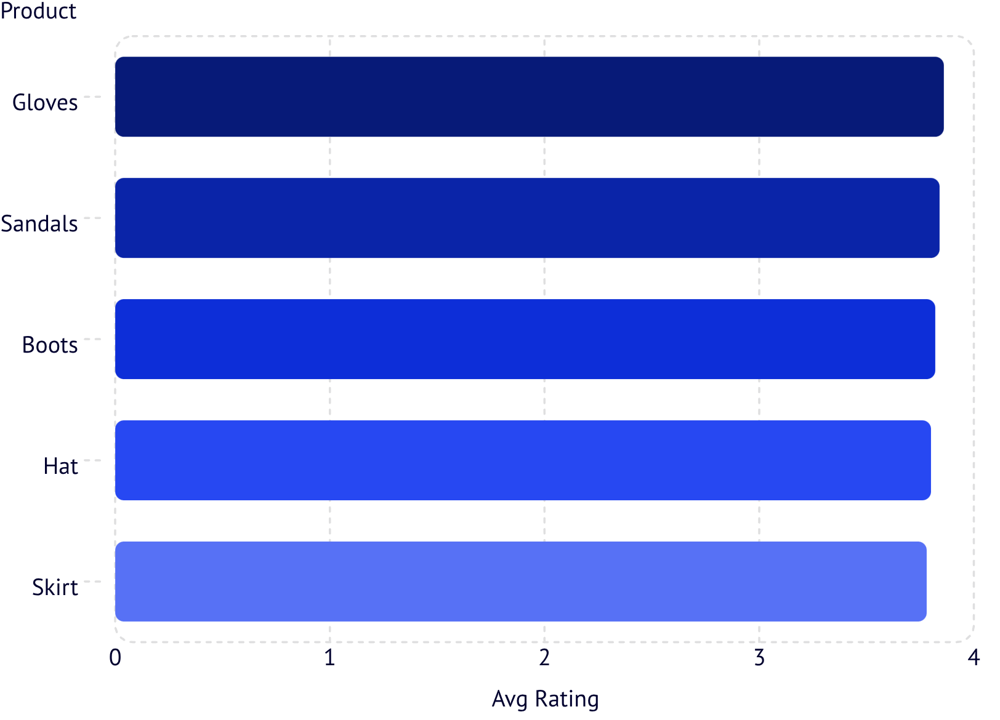 Product
Gloves
Sandals
Boots
Hat
Skirt
0 1 2 3 4
Avg Rating